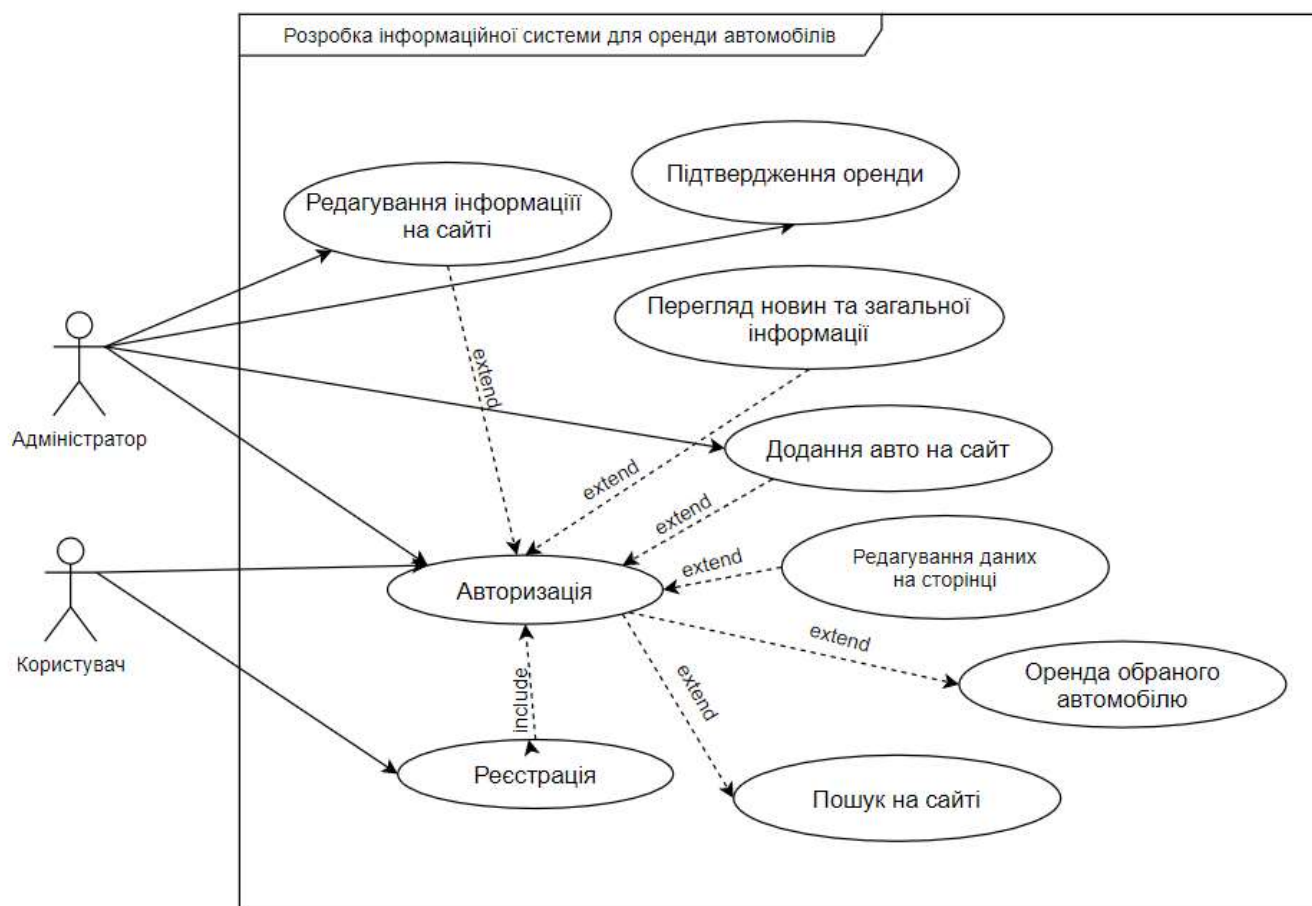 Розробка інформаційної системи для оренди автомобілів
Підтвердження оренди
Редагування інформаціїї
на сайті
Перегляд новин та загальної
інформації
extend
Адміністратор
Додання авто на сайт
extend
extend
Редагування даних
на сторінці
extend
Авторизація
Користувач
extend
Оренда обраного
автомобілю
extend
include
Реєстрація
Пошук на сайті